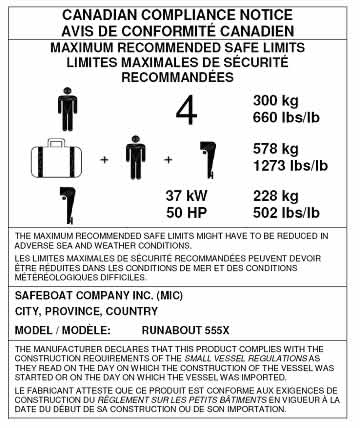 CANADIAN COMPLIANCE NOTICE
AVIS DE CONFORMITÉ CANADIEN
MAXIMUM RECOMMENDED SAFE LIMITS
LIMITES MAXIMALES DE SÉCURITÉ
RECOMMANDÉES
4 300 kg
660 lbs/lb
+ + 578 kg
1273 lbs/lb
37 kW 228 kg
50 HP 502 lbs/lb
THE MAXIMUM RECOMMENDED SAFE LIMITS MIGHT HAVE TO BE REDUCED IN
ADVERSE SEA AND WEATHER CONDITIONS.
LES LIMITES MAXIMALES DE SÉCURITÉ RECOMMANDÉES PEUVENT DEVOIR
ÊTRE RÉDUITES DANS LES CONDITIONS DE MER ET DES CONDITIONS
MÉTÉREOLOGIQUES DIFFICILES.
SAFEBOAT COMPANY INC. (MIC)
CITY, PROVINCE, COUNTRY
MODEL / MODÈLE: RUNABOUT 555X
THE MANUFACTURER DECLARES THAT THIS PRODUCT COMPLIES WITH THE
CONSTRUCTION REQUIREMENTS OF THE SMALL VESSEL REGULATIONS AS
THEY READ ON THE DAY ON WHICH THE CONSTRUCTION OF THE VESSEL WAS
STARTED OR ON THE DAY ON WHICH THE VESSEL WAS IMPORTED.
LE FABRICANT ATTESTE QUE CE PRODUIT EST CONFORME AUX EXIGENCES DE
CONSTRUCTION DU RÉGLEMENT SUR LES PETITS BÂTIMENTS EN VIGUEUR À LA
DATE DU DÉBUT DE SA CONSTRUCTION OU DE SON IMPORTATION.